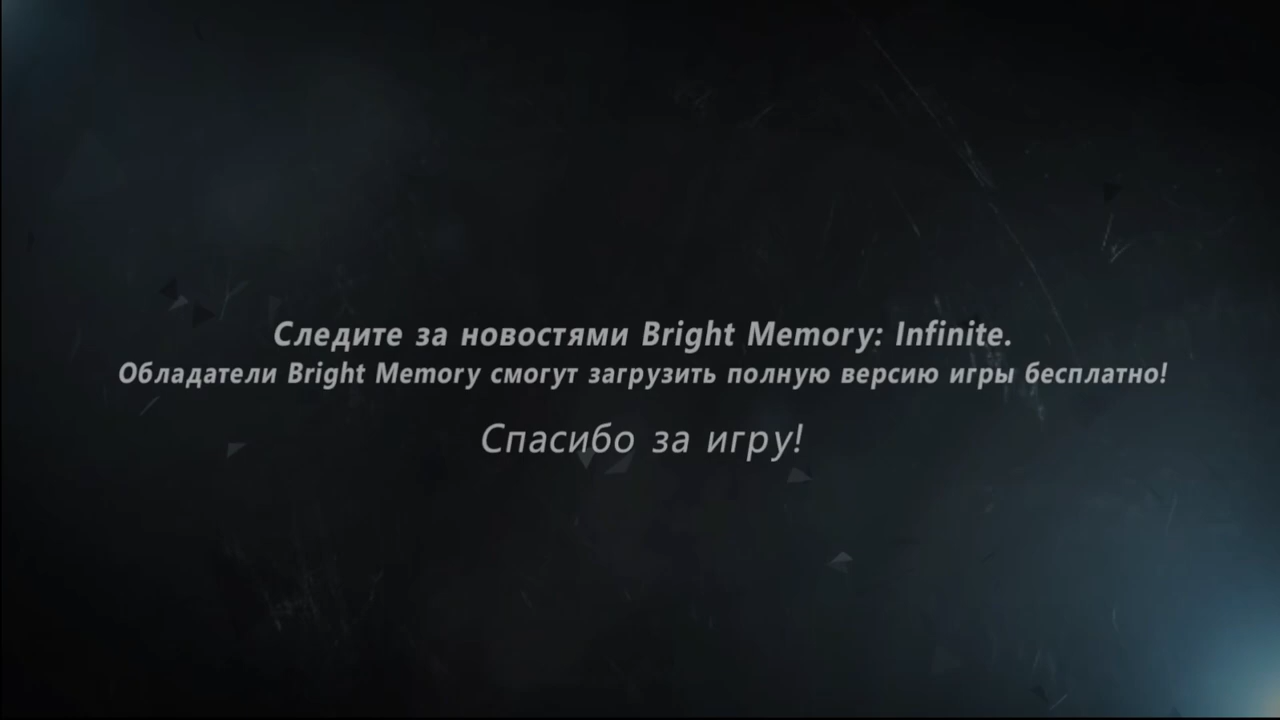 Следите за новостями Bright Memory: Infinite.
Обладатели Bright Memory смогут загрузить полную версию игры бесплатно!
Спасибо за игру!